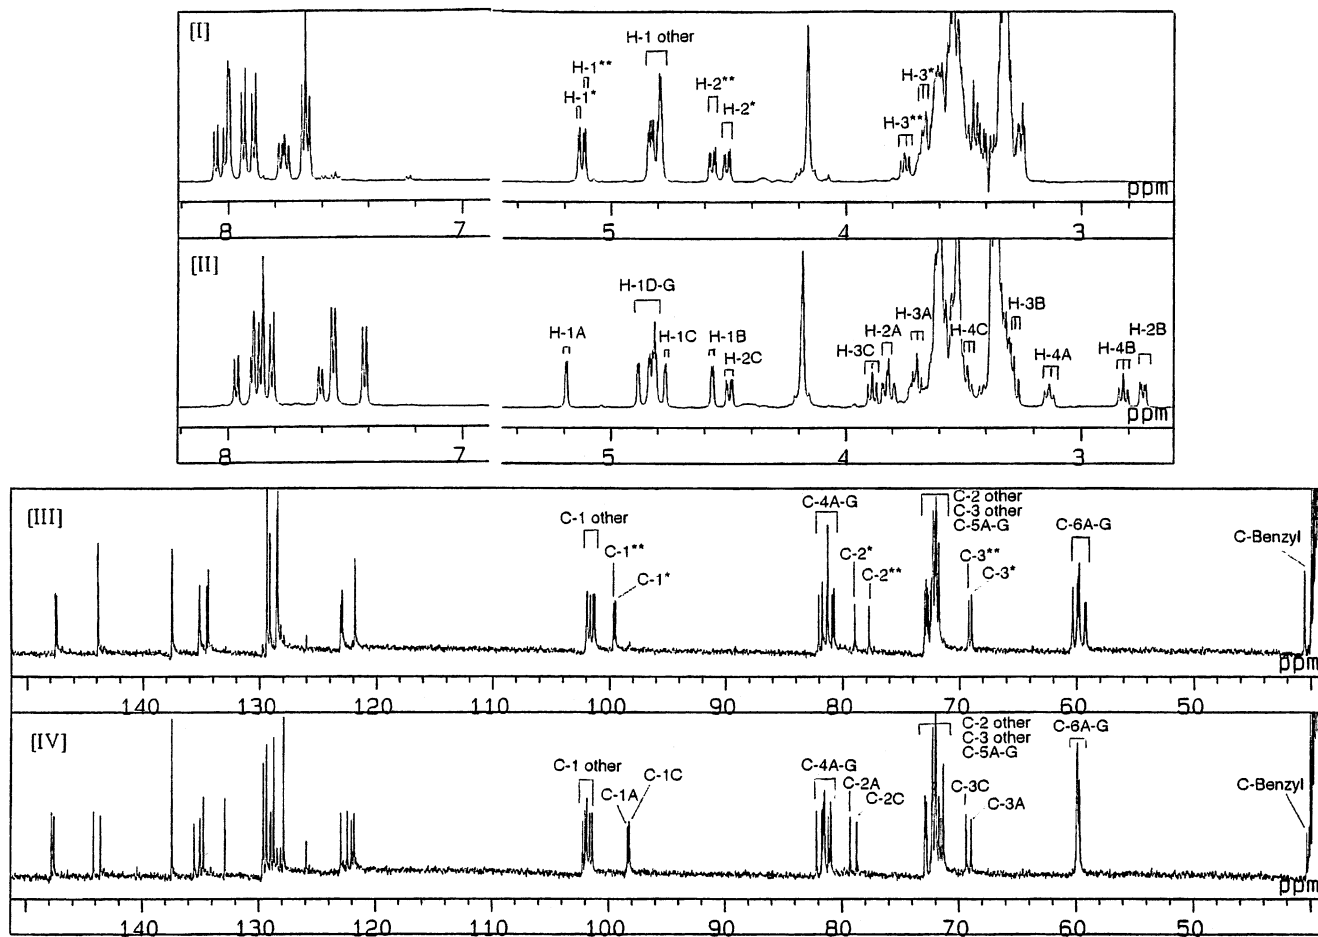 [I]
H-1 other
H-1**
H-1*
H-2**
H-2*
H-3*
H-3**
ppm
8 7 5 4 3
[II]
H-1D-G
H-1A
H-1C
H-1B
H-2C
H-3A
H-2A
H-3C
H-4C
H-3B
H-4A
H-4B
H-2B
ppm
8 7 5 4 3
[III]
C-1 other
C-1**
C-1*
C-4A-G
C-2*
C-2**
C-2 other
C-3 other
C-5A-G
C-3**
C-3*
C-6A-G
C-Benzyl
ppm
140 130 120 100 90 80 70 60 50
[IV]
C-1 other
C-1A
C-1C
C-4A-G
C-2A
C-2C
C-2 other
C-3 other
C-5A-G
C-3C
C-3A
C-6A-G
C-Benzyl
ppm
140 130 120 100 90 80 70 60 50